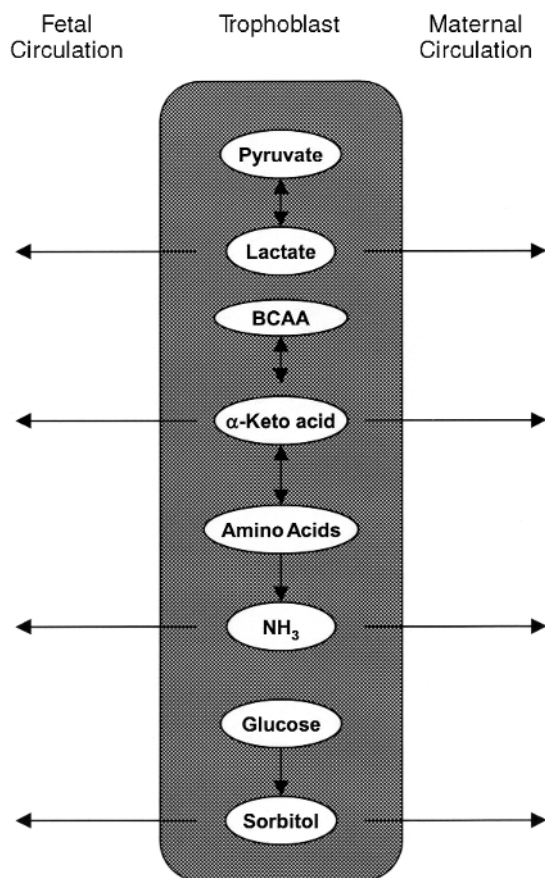 Fetal
Circulation
Trophoblast
Maternal
Circulation
Pyruvate
Lactate
BCAA
α-Keto acid
Amino Acids
NH₃
Glucose
Sorbitol